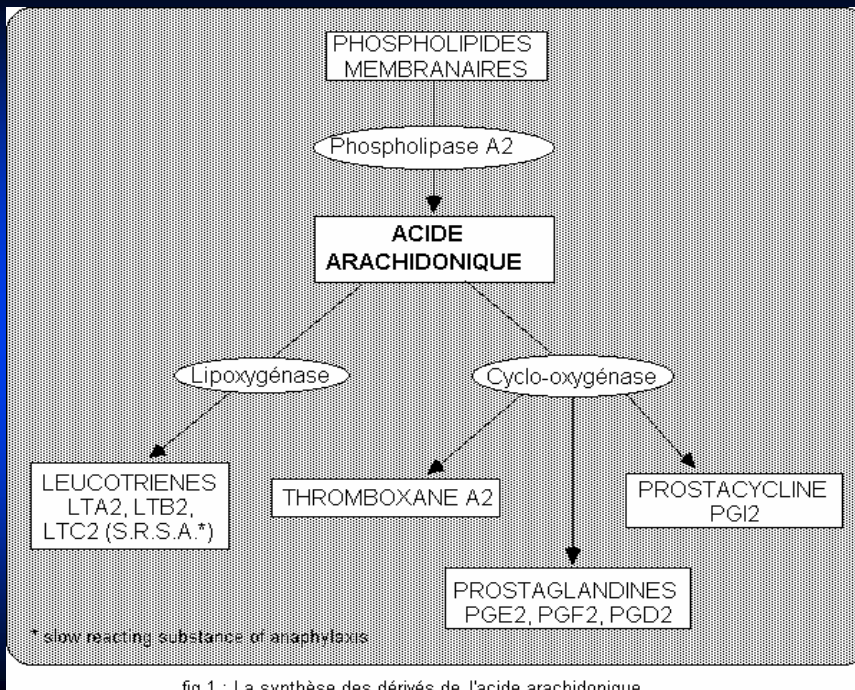 PHOSPHOLIPIDES
MEMBRANAIRES
Phospholipase A2
ACIDE
ARACHIDONIQUE
Lipoxygénase
Cyclo-oxygénase
LEUCOTRIENES
LTA2, LTB2,
LTC2 (S.R.S.A.*)
THROMBOXANE A2
PROSTACYCLINE
PGI2
PROSTAGLANDINES
PGE2, PGF2, PGD2
* slow reacting substance of anaphylaxis
fig.1 : La synthèse des dérivés de l'acide arachidonique